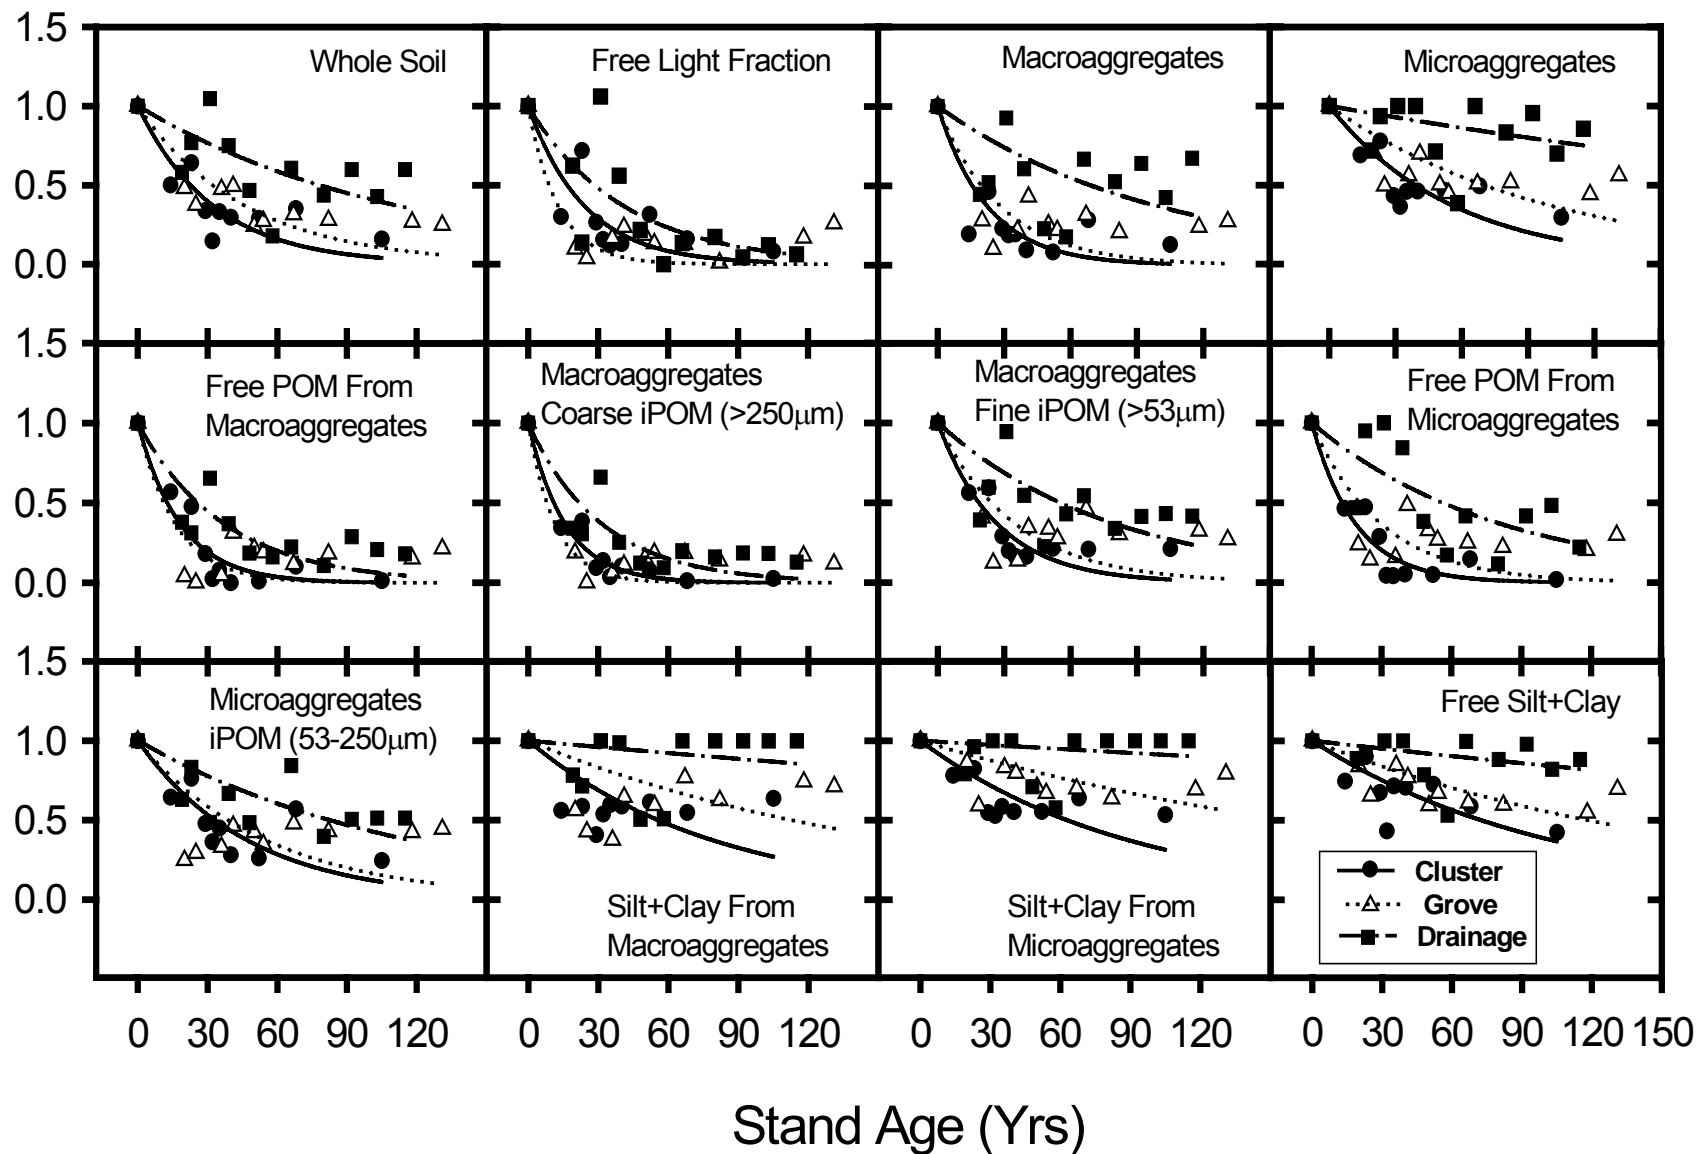 1.5
1.0
0.5
0.0
Whole Soil
Free Light Fraction
Macroaggregates
Microaggregates
1.5
1.0
0.5
0.0
Free POM From
Macroaggregates
Macroaggregates
Coarse iPOM (>250μm)
Macroaggregates
Fine iPOM (>53μm)
Free POM From
Microaggregates
1.5
1.0
0.5
0.0
Microaggregates
iPOM (53-250μm)
Silt+Clay From
Macroaggregates
Silt+Clay From
Microaggregates
Free Silt+Clay
Cluster
Grove
Drainage
0 30 60 90 120
0 30 60 90 120
0 30 60 90 120
0 30 60 90 120 150
Stand Age (Yrs)